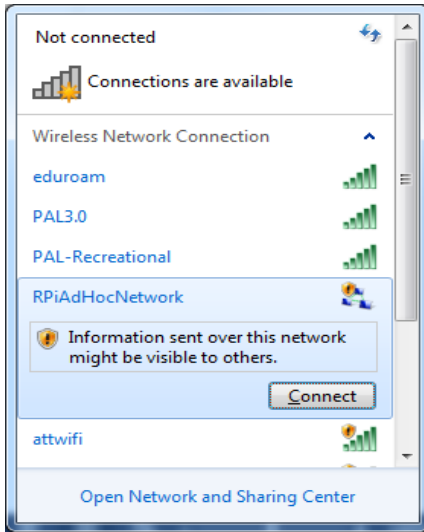 Not connected
Connections are available
Wireless Network Connection
eduroam
PAL3.0
PAL-Recreational
RPiAdHocNetwork
Information sent over this network
might be visible to others.
Connect
attwifi
Open Network and Sharing Center